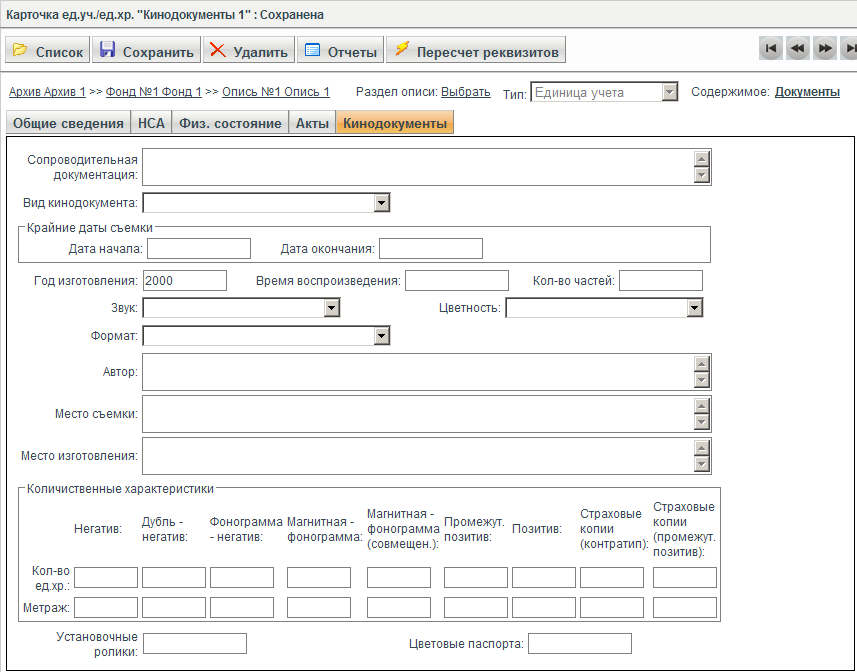 Карточка ед.уч./ед.хр. "Кинодокументы 1" : Сохранена
Список Сохранить Удалить Отчеты Пересчет реквизитов
Архив Архив 1 >> Фонд №1 Фонд 1 >> Опись №1 Опись 1 Раздел описи: Выбрать Тип: Единица учета Содержимое: Документы
Общие сведения НСА Физ. состояние Акты Кинодокументы
Сопроводительная
документация:
Вид кинодокумента:
Крайние даты съемки
Дата начала: Дата окончания:
Год изготовления: 2000 Время воспроизведения: Кол-во частей:
Звук: Цветность:
Формат:
Автор:
Место съемки:
Место изготовления:
Количиственные характеристики
Негатив: Дубль -
негатив: Фонограмма
- негатив: Магнитная -
фонограмма: Магнитная -
фонограмма
(совмещен.): Промежут.
позитив: Позитив: Страховые
копии
(контратип): Страховые
копии
(промежут.
позитив):
Кол-во
ед.хр.:
Метраж:
Установочные
ролики: Цветовые паспорта: